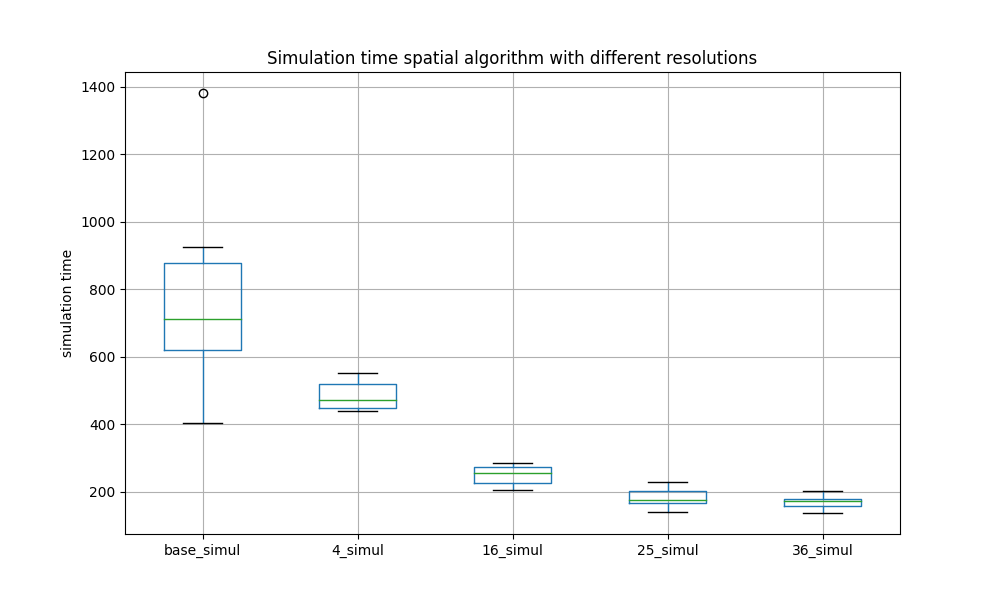 Simulation time spatial algorithm with different resolutions
1400
1200
1000
800
600
400
200
simulation time
base_simul 4_simul 16_simul 25_simul 36_simul